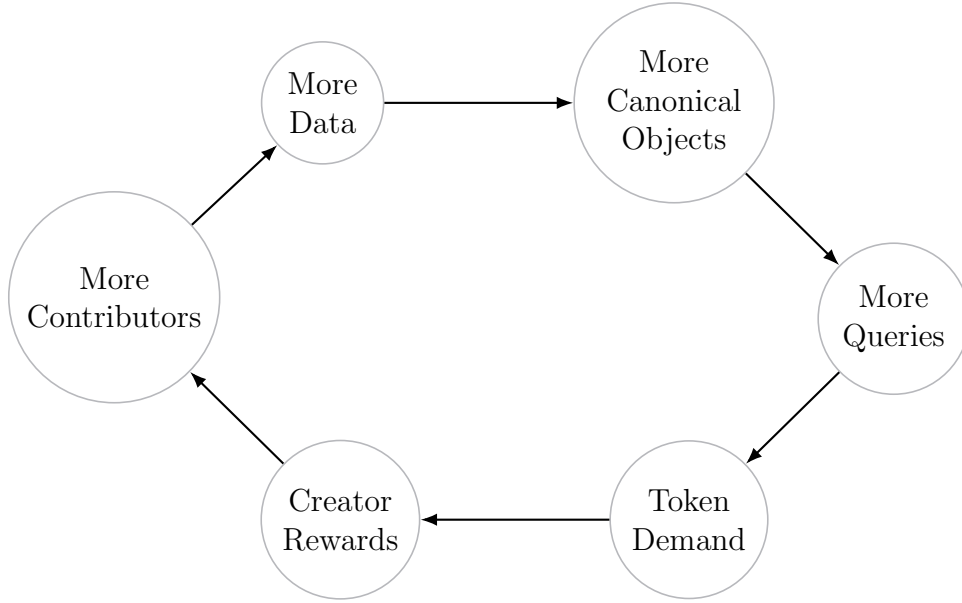 More
Data
More
Canonical
Objects
More
Contributors
More
Queries
Creator
Rewards
Token
Demand